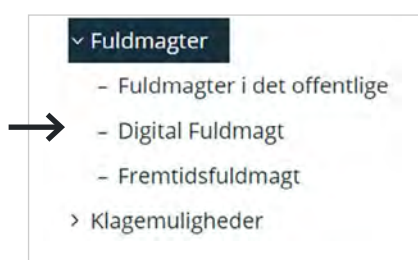 Fuldmagter
– Fuldmagter i det offentlige
– Digital Fuldmagt
– Fremtidsfuldmagt
> Klagemuligheder